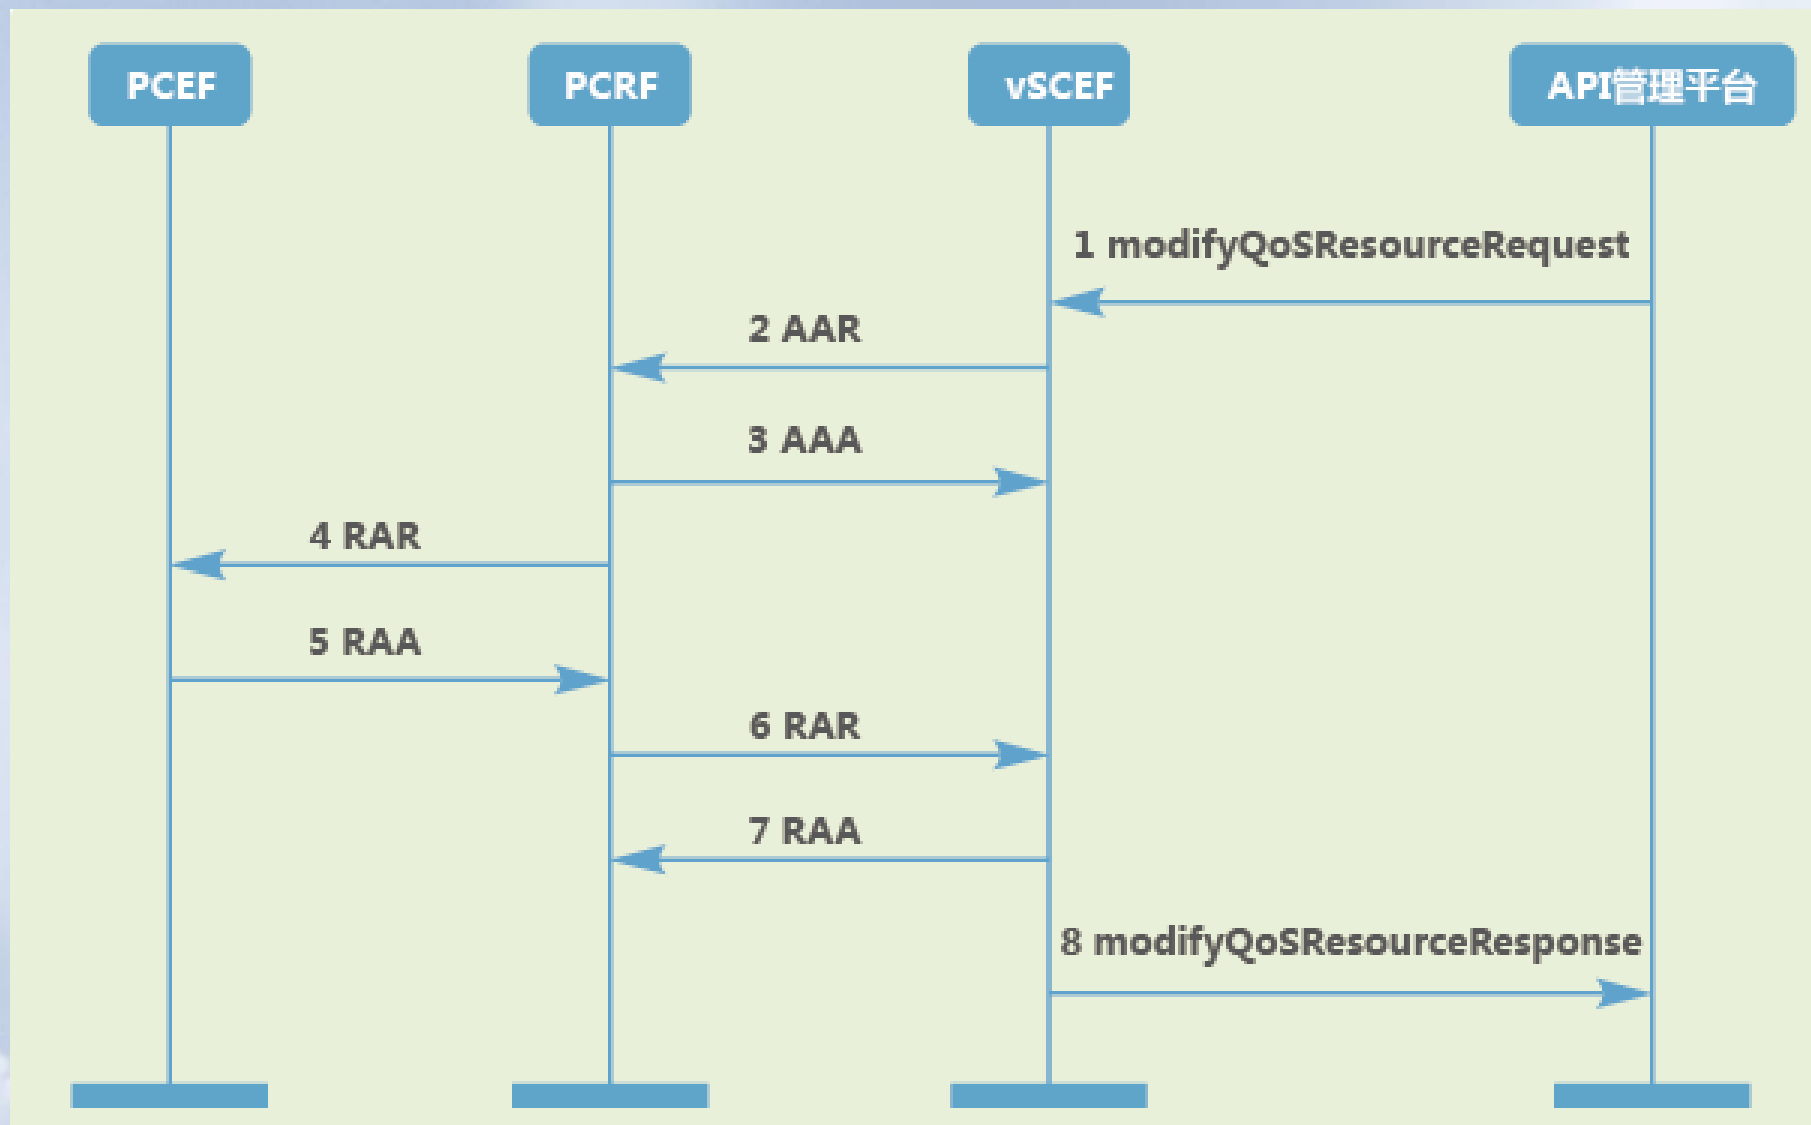 PCEF
PCRF
vSCEF
API管理平台
1 modifyQoSResourceRequest
2 AAR
3 AAA
4 RAR
5 RAA
6 RAR
7 RAA
8 modifyQoSResourceResponse